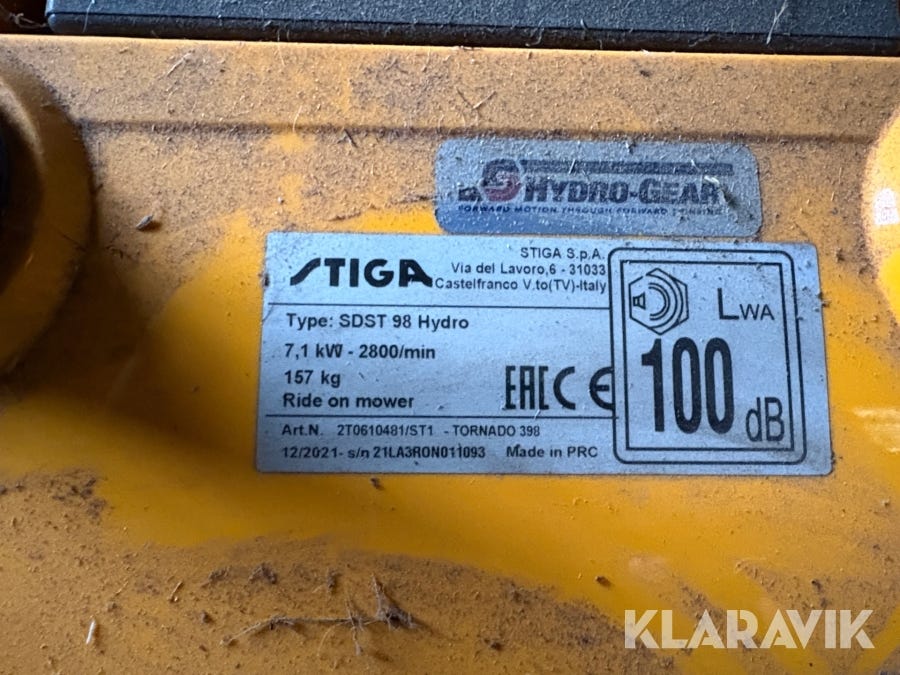 HYDRO-GEAR
FORWARD MOTION THROUGH FORWARD THINKING
STIGA
STIGA S.p.A.
Via del Lavoro,6 - 31033
Castelfranco V.to(TV)-Italy
Type: SDST 98 Hydro
7,1 kW - 2800/min
157 kg
Ride on mower
EAC CE
LWA
100
dB
Art.N. 2T0610481/ST1 - TORNADO 398
12/2021- s/n 21LA3RON011093 Made in PRC
KLARAVIK